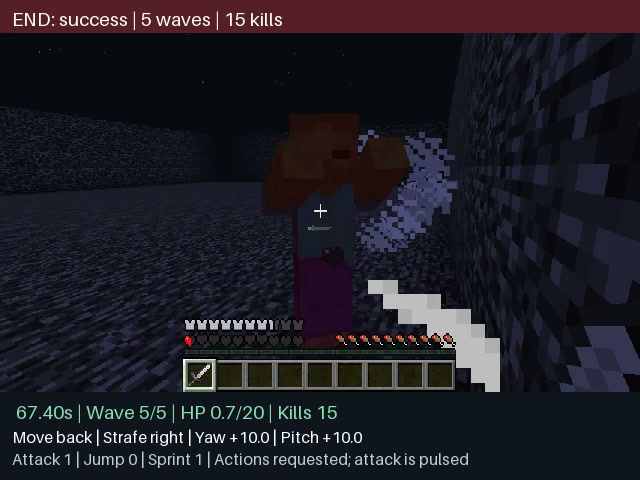 END: success | 5 waves | 15 kills
67.40s | Wave 5/5 | HP 0.7/20 | Kills 15
Move back | Strafe right | Yaw +10.0 | Pitch +10.0
Attack 1 | Jump 0 | Sprint 1 | Actions requested; attack is pulsed